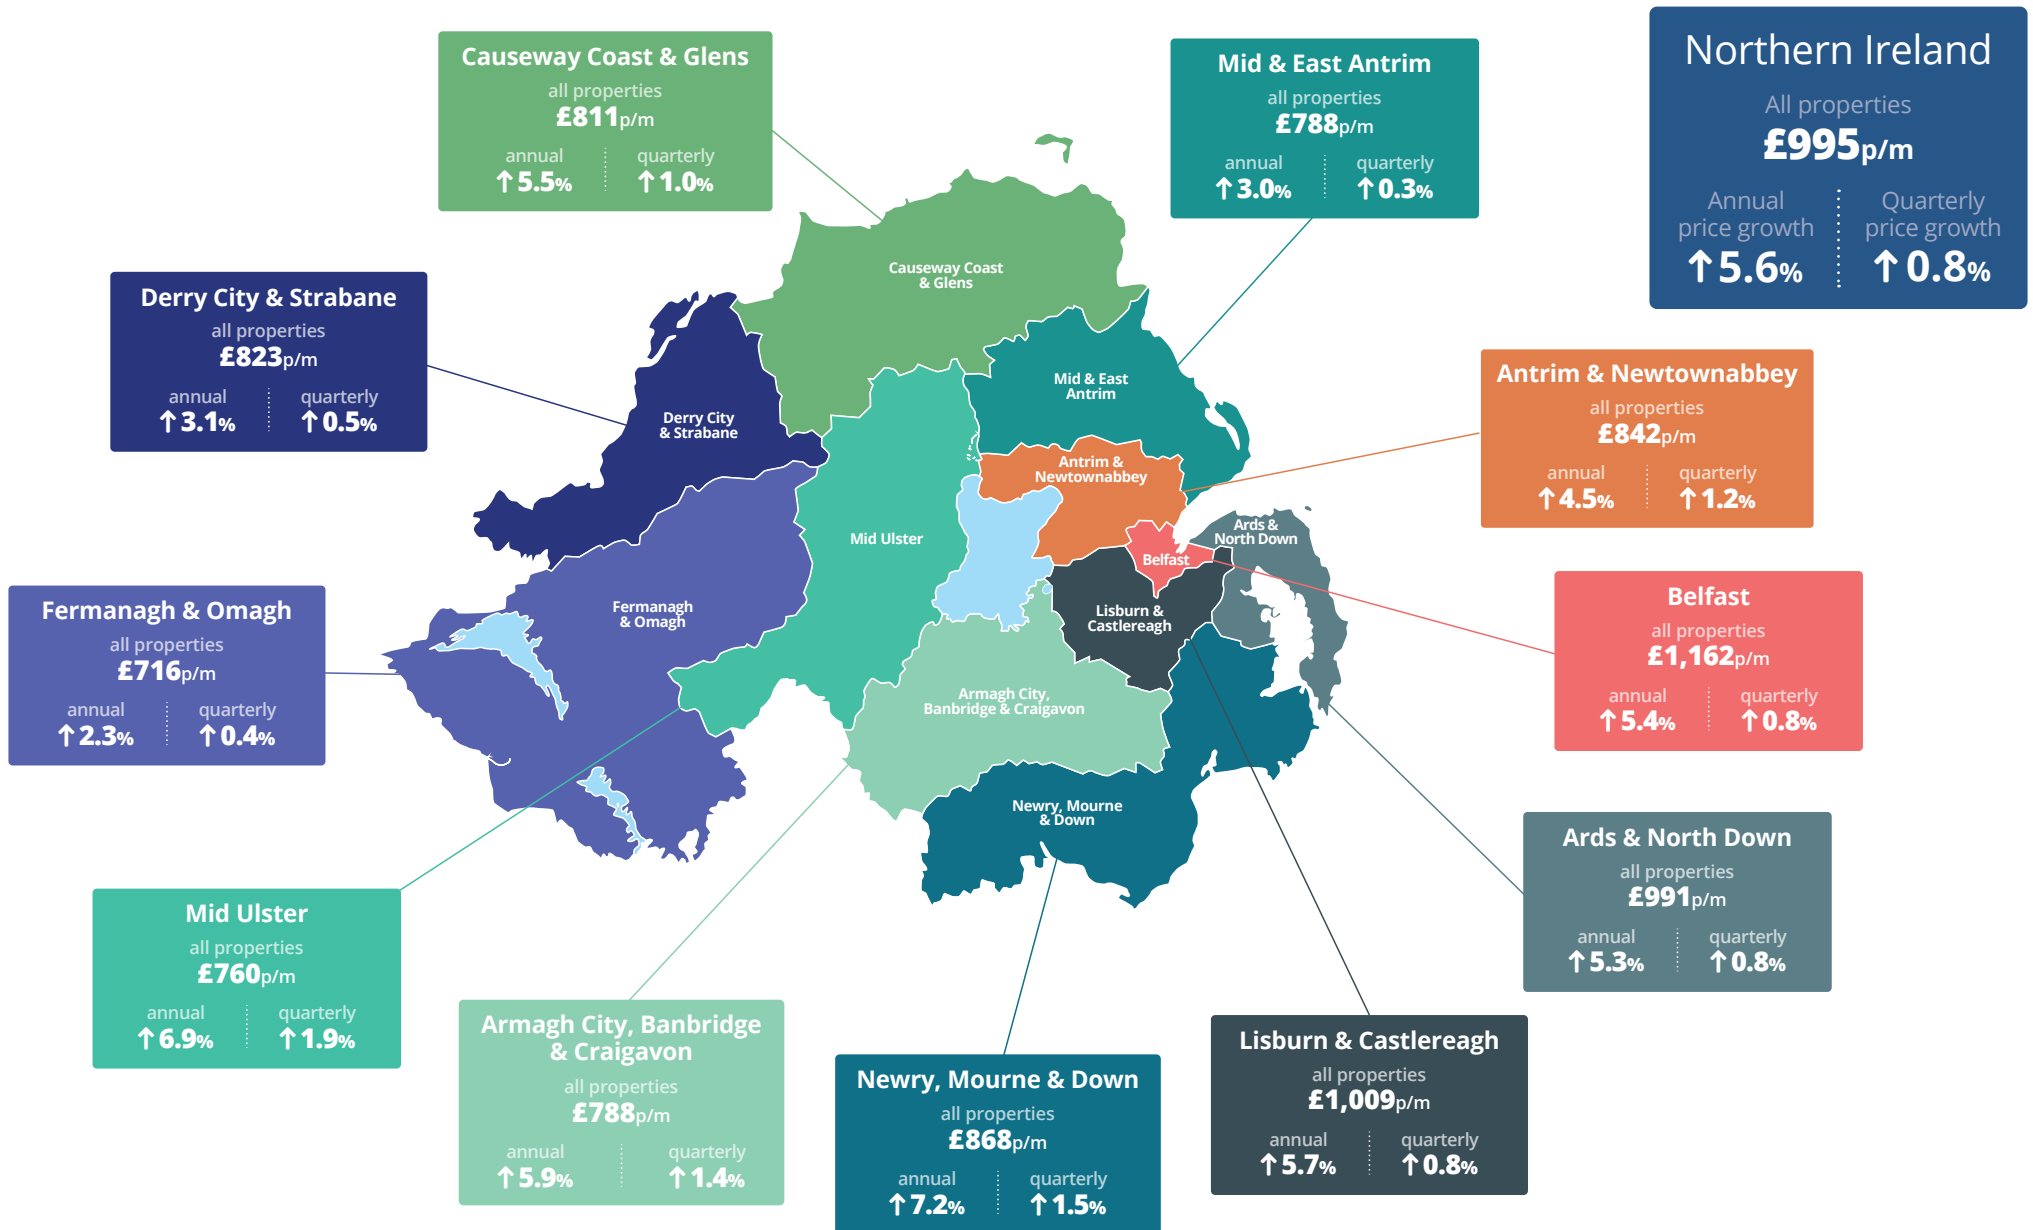 Causeway Coast & Glens
all properties
£811p/m
annual
quarterly
↑5.5%
↑1.0%
Mid & East Antrim
all properties
£788p/m
annual
quarterly
↑3.0%
↑0.3%
Northern Ireland
All properties
£995p/m
Annual
price growth
Quarterly
price growth
↑5.6%
↑0.8%
Derry City & Strabane
all properties
£823p/m
annual
quarterly
↑3.1%
↑0.5%
Antrim & Newtownabbey
all properties
£842p/m
annual
quarterly
↑4.5%
↑1.2%
Causeway Coast
& Glens
Mid & East
Antrim
Derry City
& Strabane
Antrim &
Newtownabbey
Ards &
North Down
Mid Ulster
Belfast
Fermanagh
& Omagh
Lisburn &
Castlereagh
Armagh City,
Banbridge & Craigavon
Newry, Mourne
& Down
Fermanagh & Omagh
all properties
£716p/m
annual
quarterly
↑2.3%
↑0.4%
Belfast
all properties
£1,162p/m
annual
quarterly
↑5.4%
↑0.8%
Ards & North Down
all properties
£991p/m
annual
quarterly
↑5.3%
↑0.8%
Mid Ulster
all properties
£760p/m
annual
quarterly
↑6.9%
↑1.9%
Armagh City, Banbridge
& Craigavon
all properties
£788p/m
annual
quarterly
↑5.9%
↑1.4%
Newry, Mourne & Down
all properties
£868p/m
annual
quarterly
↑7.2%
↑1.5%
Lisburn & Castlereagh
all properties
£1,009p/m
annual
quarterly
↑5.7%
↑0.8%